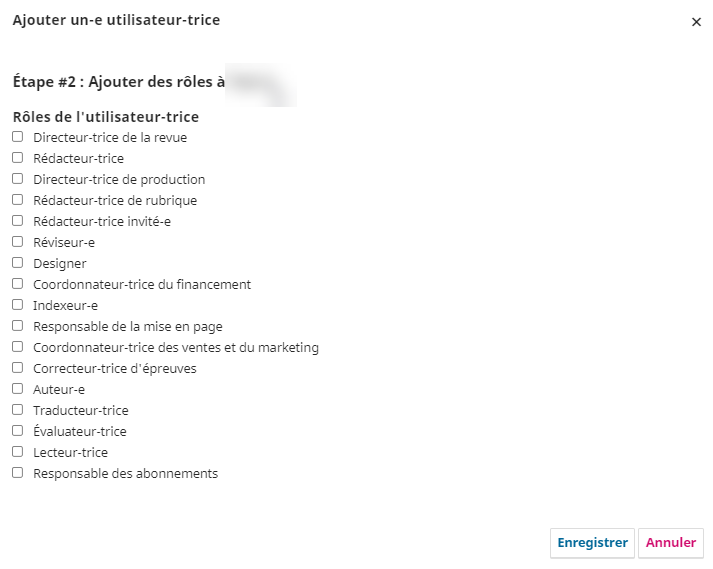 Ajouter un-e utilisateur-trice
Étape #2 : Ajouter des rôles à
Rôles de l'utilisateur-trice
Directeur-trice de la revue
Rédacteur-trice
Directeur-trice de production
Rédacteur-trice de rubrique
Rédacteur-trice invité-e
Réviseur-e
Designer
Coordonnateur-trice du financement
Indexeur-e
Responsable de la mise en page
Coordonnateur-trice des ventes et du marketing
Correcteur-trice d'épreuves
Auteur-e
Traducteur-trice
Évaluateur-trice
Lecteur-trice
Responsable des abonnements
Enregistrer Annuler